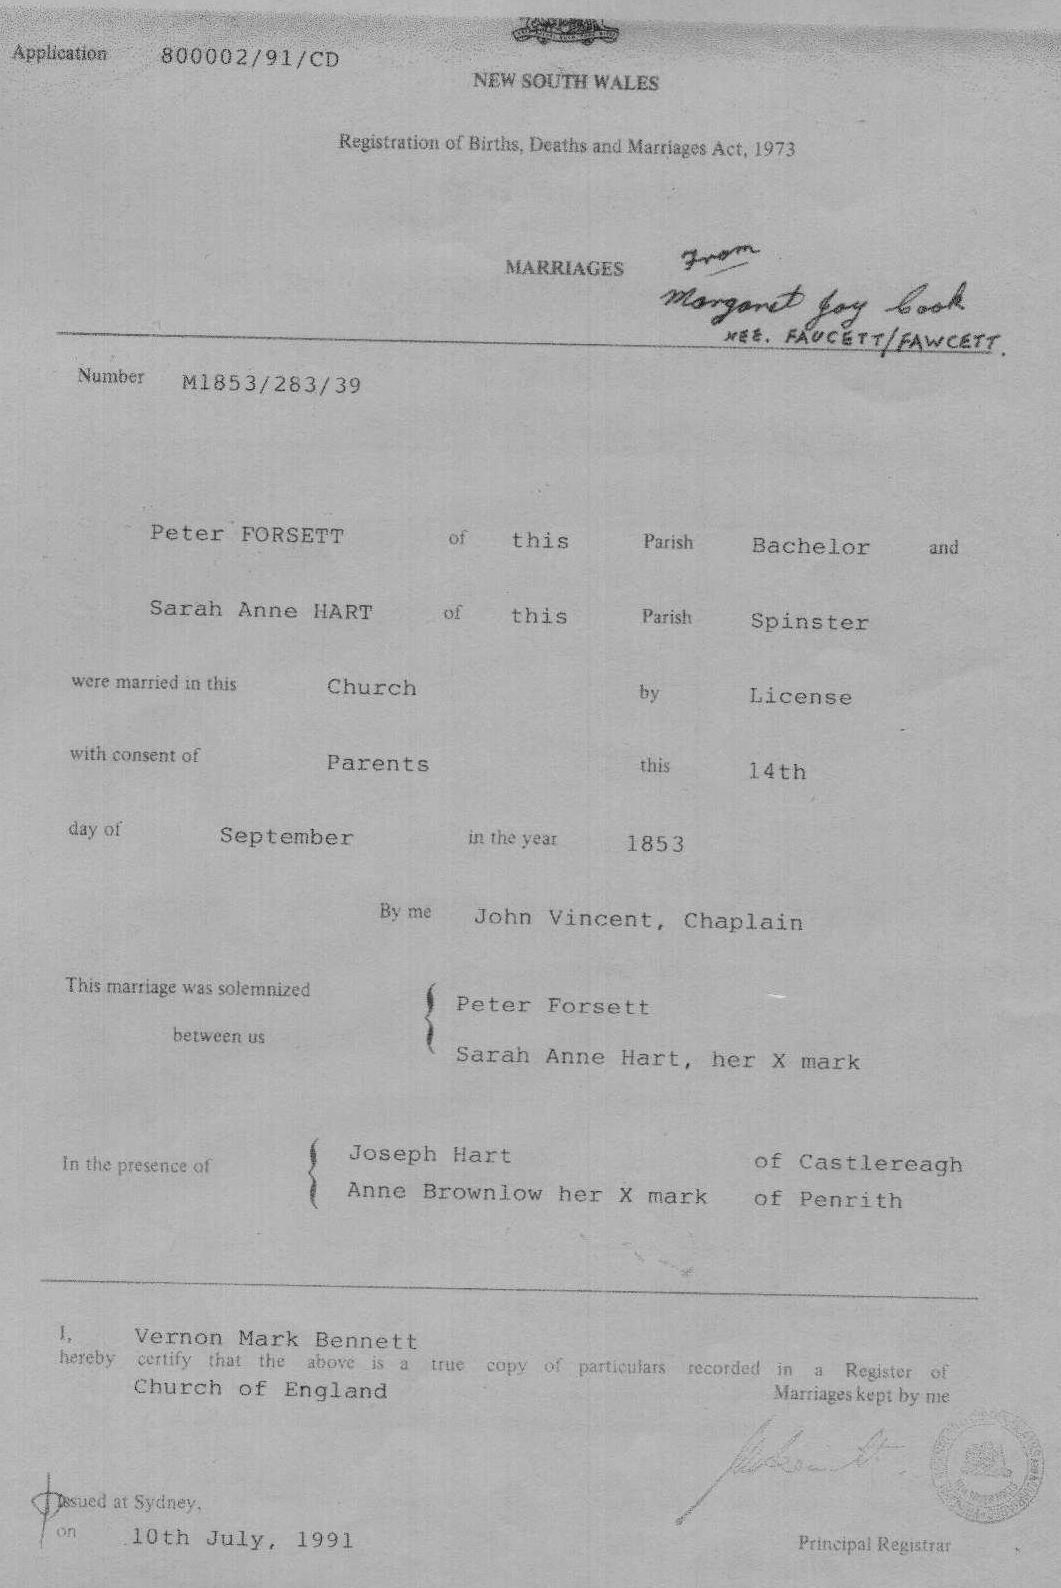 Application 800002/91/CD
NEW SOUTH WALES
Registration of Births, Deaths and Marriages Act, 1973
MARRIAGES
From
Margaret Joy Cook
NEE. FAUCETT/FAWCETT.
Number M1853/283/39
Peter FORSETT of this Parish Bachelor and
Sarah Anne HART of this Parish Spinster
were married in this Church by License
with consent of Parents this 14th
day of September in the year 1853
By me John Vincent, Chaplain
This marriage was solemnized
between us
Peter Forsett
Sarah Anne Hart, her X mark
In the presence of
Joseph Hart of Castlereagh
Anne Brownlow her X mark of Penrith
I, Vernon Mark Bennett
hereby certify that the above is a true copy of particulars recorded in a Register of
Church of England Marriages kept by me
Issued at Sydney,
on 10th July, 1991
Principal Registrar